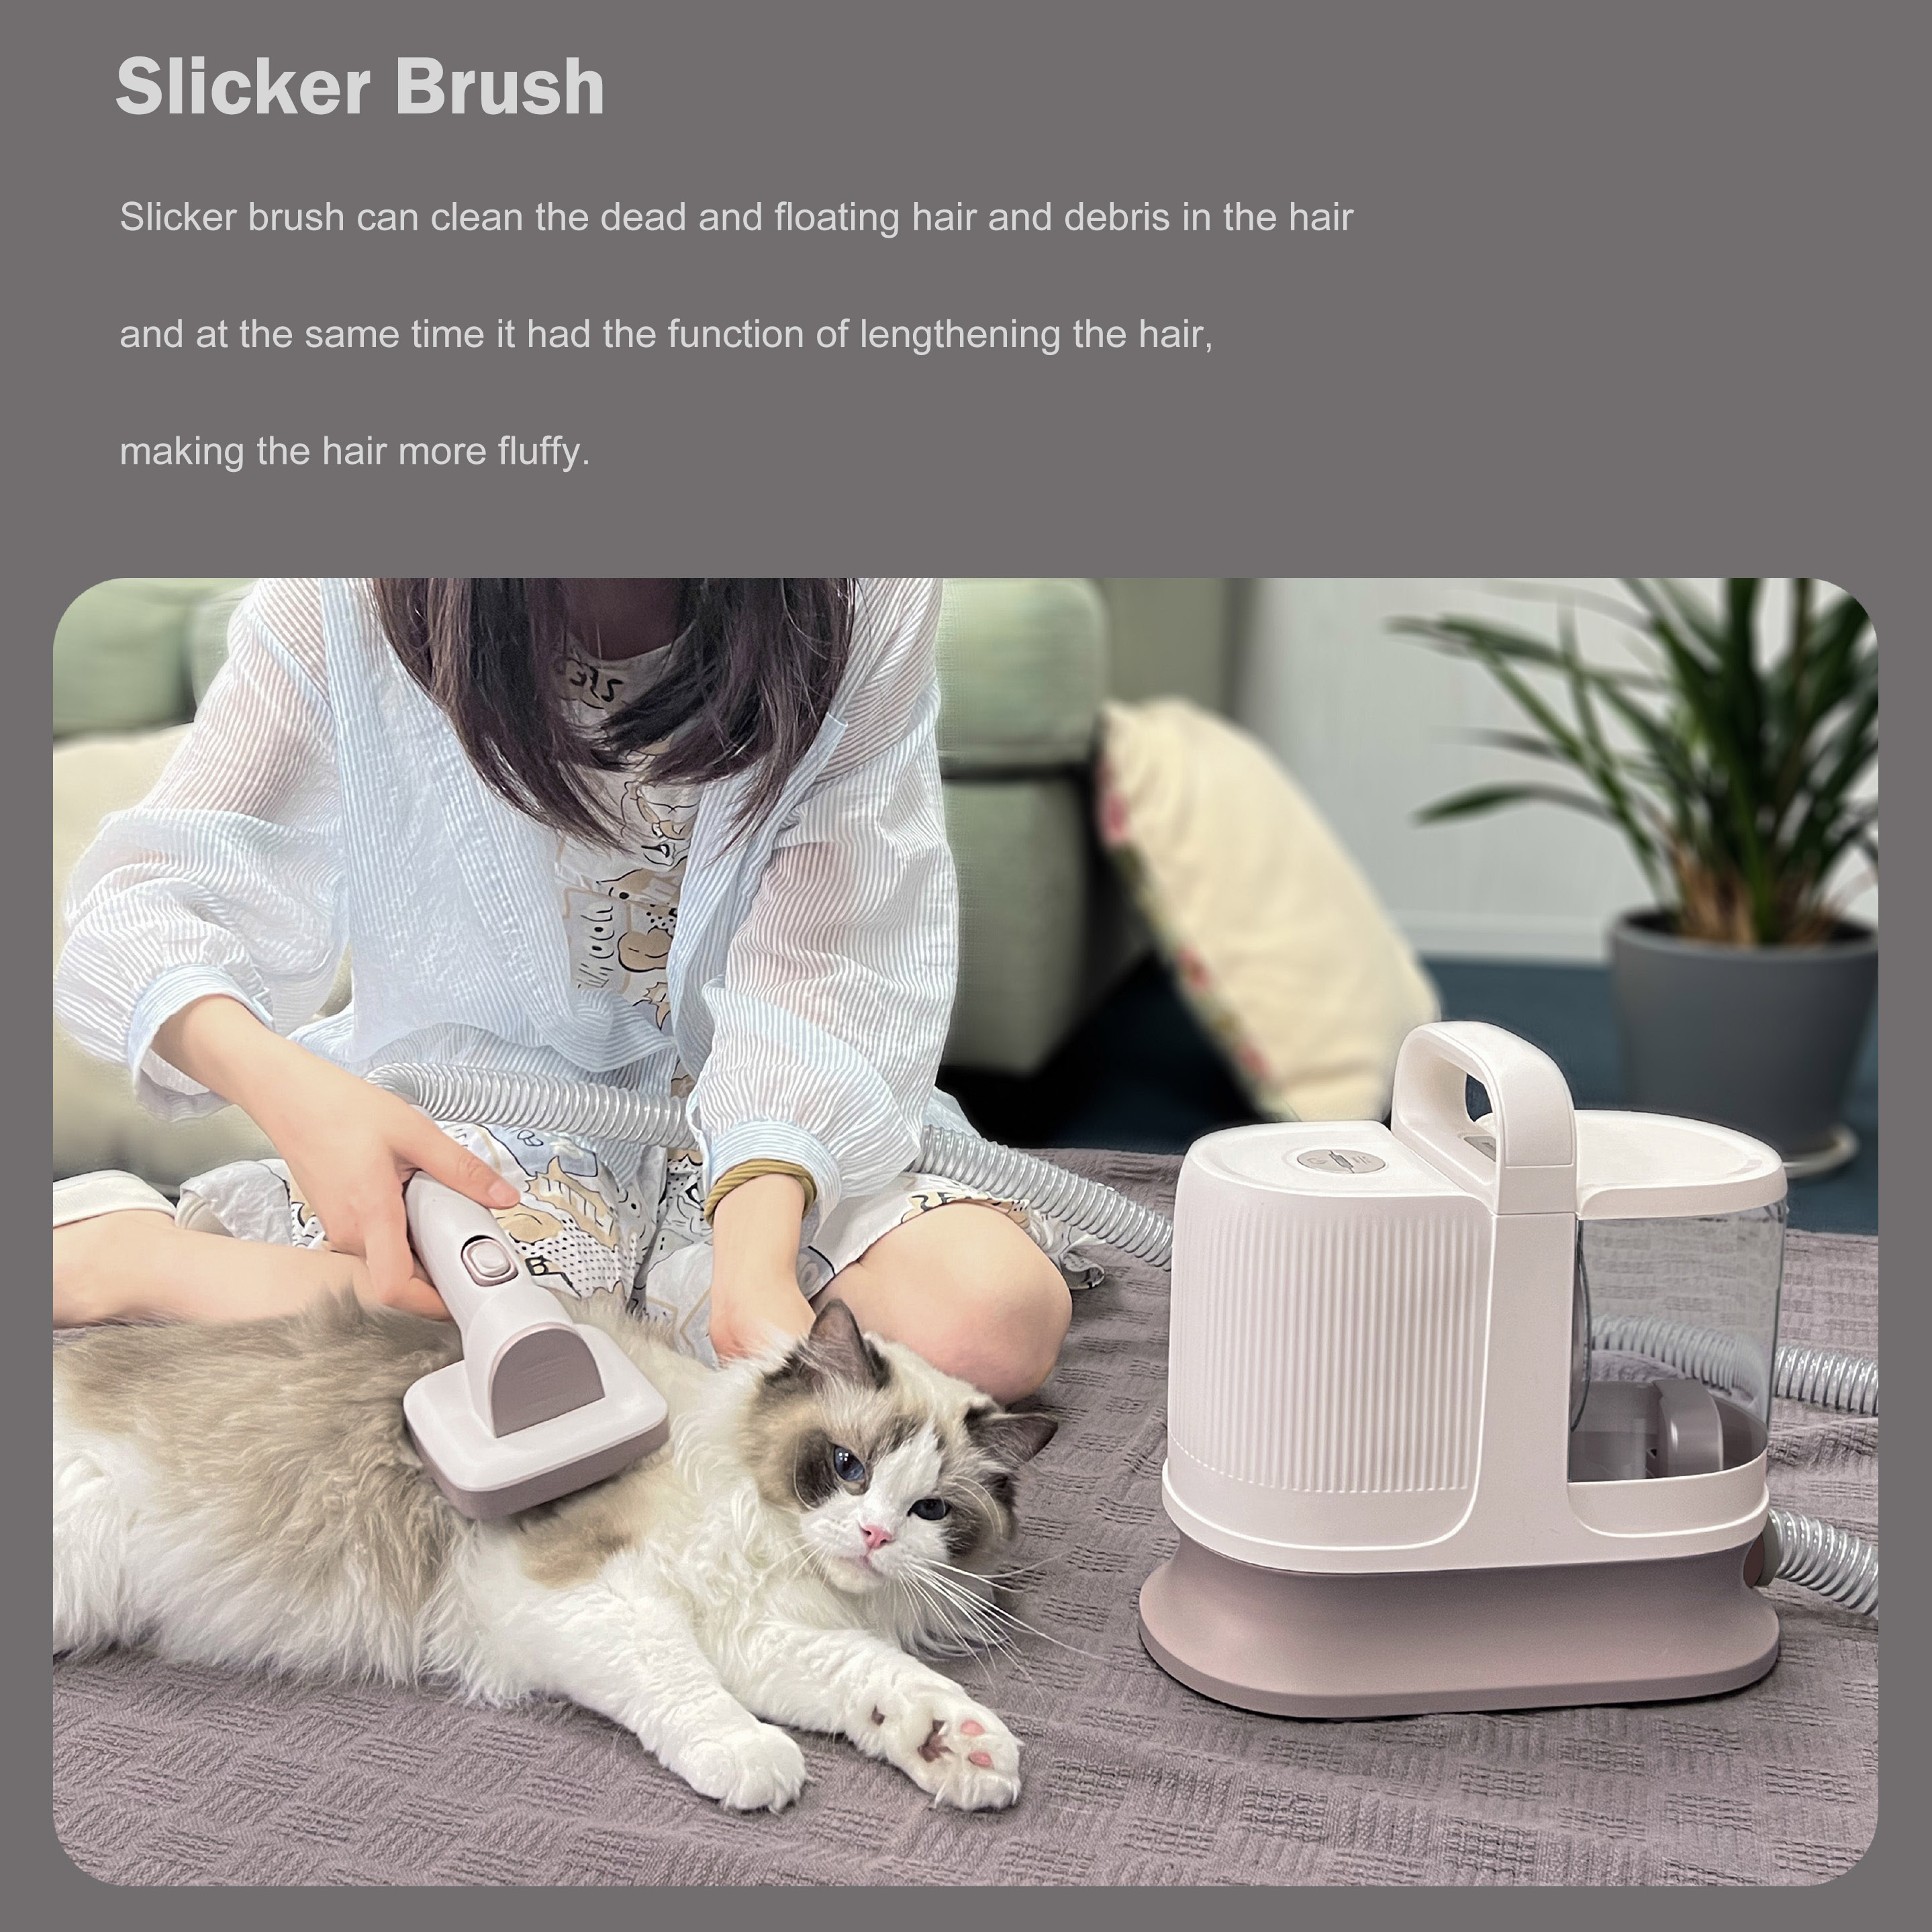 Slicker Brush
Slicker brush can clean the dead and floating hair and debris in the hair
and at the same time it had the function of lengthening the hair,
making the hair more fluffy.